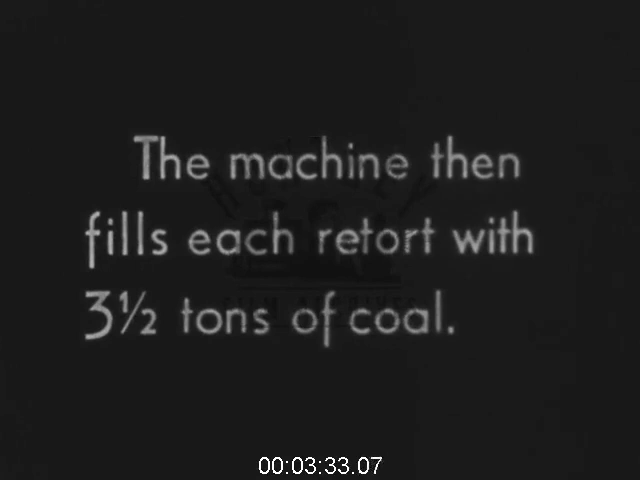 The machine then
fills each retort with
3½ tons of coal.
00:03:33.07